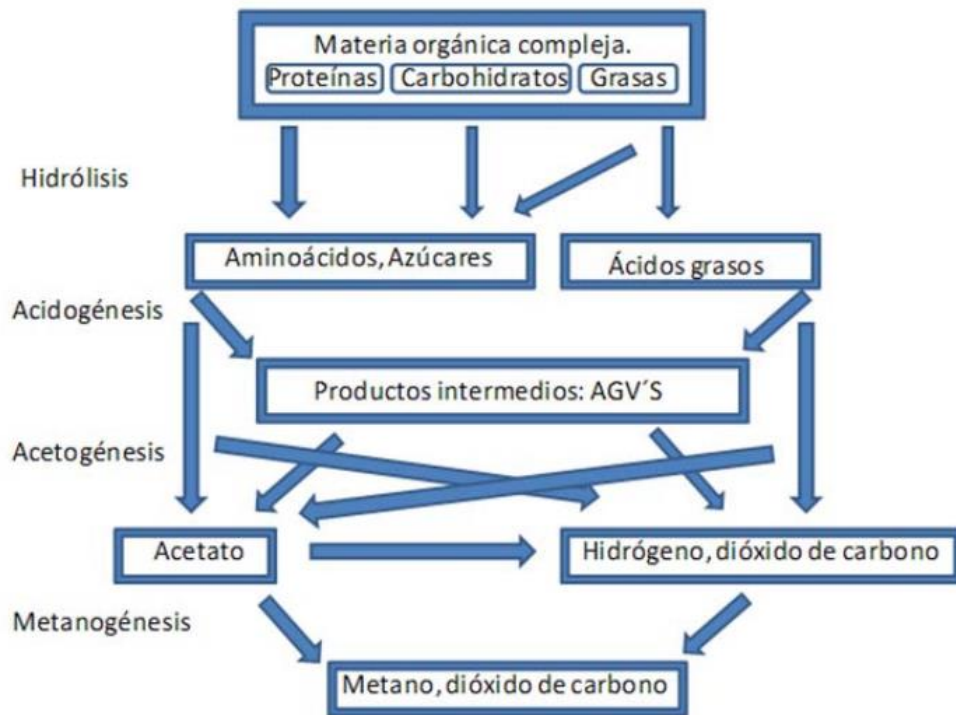 Materia orgánica compleja.
Proteínas Carbohidratos Grasas
Hidrólisis
Aminoácidos, Azúcares
Ácidos grasos
Acidogénesis
Productos intermedios: AGV´S
Acetogénesis
Acetato
Hidrógeno, dióxido de carbono
Metanogénesis
Metano, dióxido de carbono